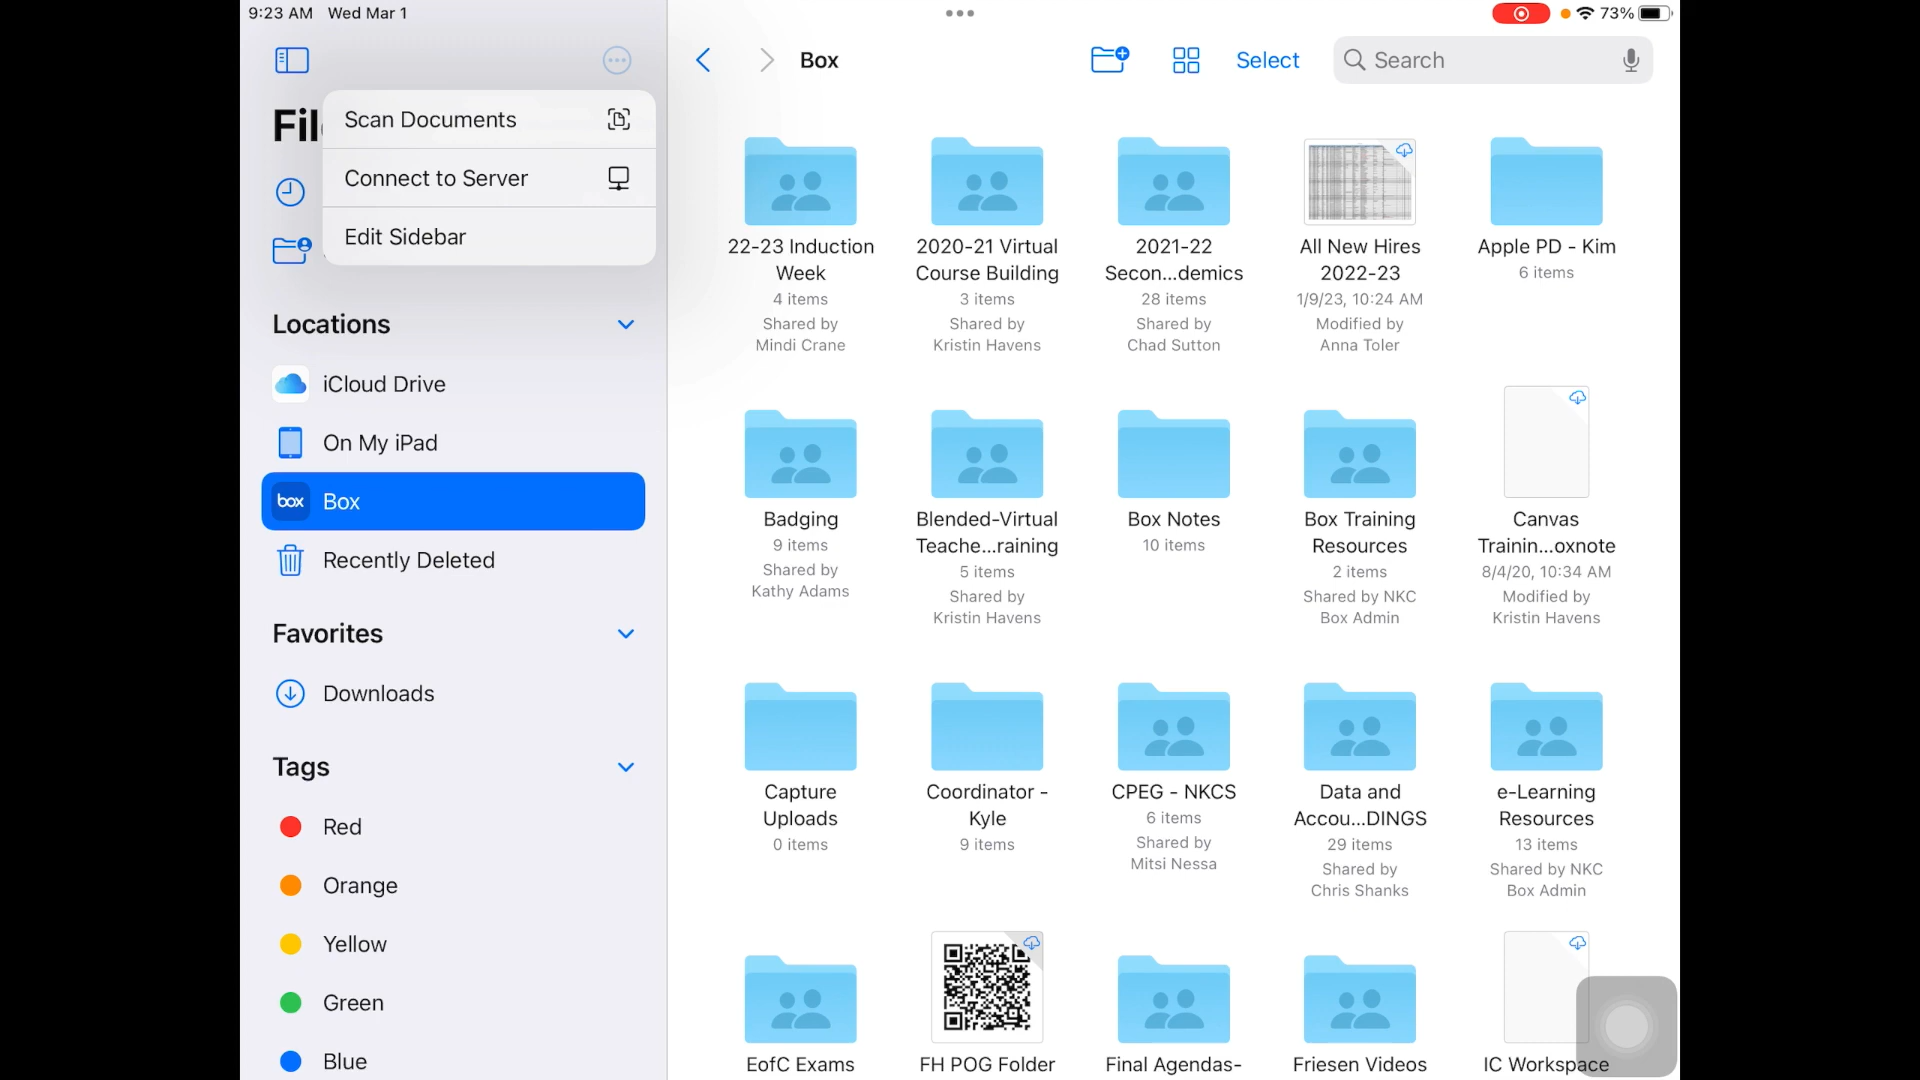 9:23 AM Wed Mar 1
73%
Fil
Scan Documents
Connect to Server
Edit Sidebar
Locations
iCloud Drive
On My iPad
box Box
Recently Deleted
Favorites
Downloads
Tags
Red
Orange
Yellow
Green
Blue
Box
Select
Search
22-23 Induction
Week
4 items
Shared by
Mindi Crane
2020-21 Virtual
Course Building
3 items
Shared by
Kristin Havens
2021-22
Secon...demics
28 items
Shared by
Chad Sutton
All New Hires
2022-23
1/9/23, 10:24 AM
Modified by
Anna Toler
Apple PD - Kim
6 items
Badging
9 items
Shared by
Kathy Adams
Blended-Virtual
Teache...raining
5 items
Shared by
Kristin Havens
Box Notes
10 items
Box Training
Resources
2 items
Shared by NKC
Box Admin
Canvas
Trainin...oxnote
8/4/20, 10:34 AM
Modified by
Kristin Havens
Capture
Uploads
0 items
Coordinator -
Kyle
9 items
CPEG - NKCS
6 items
Shared by
Mitsi Nessa
Data and
Accou...DINGS
29 items
Shared by
Chris Shanks
e-Learning
Resources
13 items
Shared by NKC
Box Admin
EofC Exams
FH POG Folder
Final Agendas-
Friesen Videos
IC Workspace